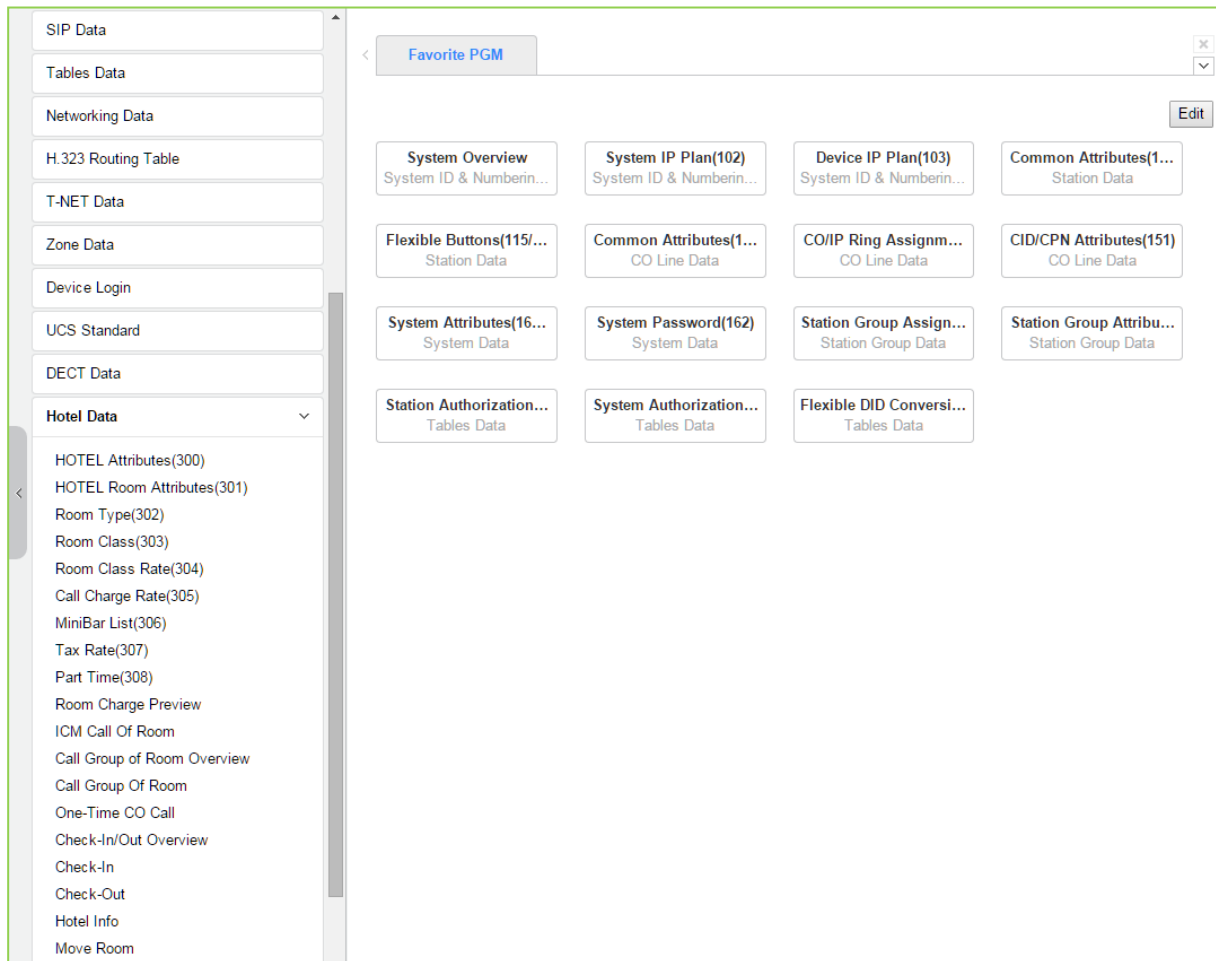 SIP Data
Tables Data
Networking Data
H.323 Routing Table
T-NET Data
Zone Data
Device Login
UCS Standard
DECT Data
Hotel Data
HOTEL Attributes(300)
HOTEL Room Attributes(301)
Room Type(302)
Room Class(303)
Room Class Rate(304)
Call Charge Rate(305)
MiniBar List(306)
Tax Rate(307)
Part Time(308)
Room Charge Preview
ICM Call Of Room
Call Group of Room Overview
Call Group Of Room
One-Time CO Call
Check-In/Out Overview
Check-In
Check-Out
Hotel Info
Move Room
Favorite PGM
Edit
System Overview
System ID & Numberin...
System IP Plan(102)
System ID & Numberin...
Device IP Plan(103)
System ID & Numberin...
Common Attributes(1...
Station Data
Flexible Buttons(115/...
Station Data
Common Attributes(1...
CO Line Data
CO/IP Ring Assignm...
CO Line Data
CID/CPN Attributes(151)
CO Line Data
System Attributes(16...
System Data
System Password(162)
System Data
Station Group Assign...
Station Group Data
Station Group Attribu...
Station Group Data
Station Authorization...
Tables Data
System Authorization...
Tables Data
Flexible DID Conversi...
Tables Data